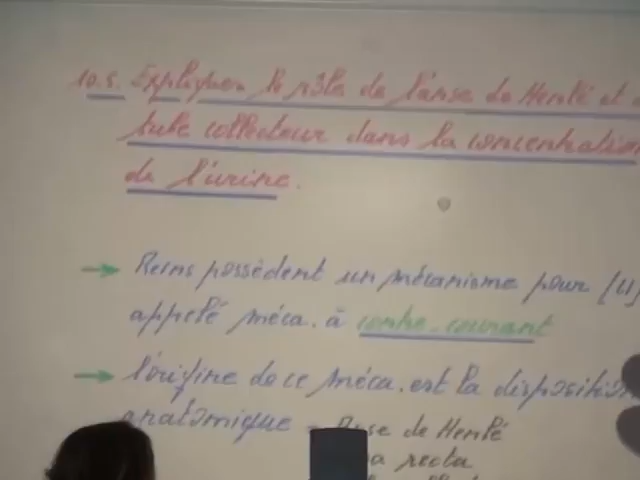 10.5. Expliquer le rôle de l'anse de Henlé et d
tube collecteur dans la concentration
de l'urine.
→ Reins possèdent un mécanisme pour [U]
appelé méca. à contre-courant
→ l'origine de ce méca. est la disposition
anatomique - Anse de Henlé
a recta